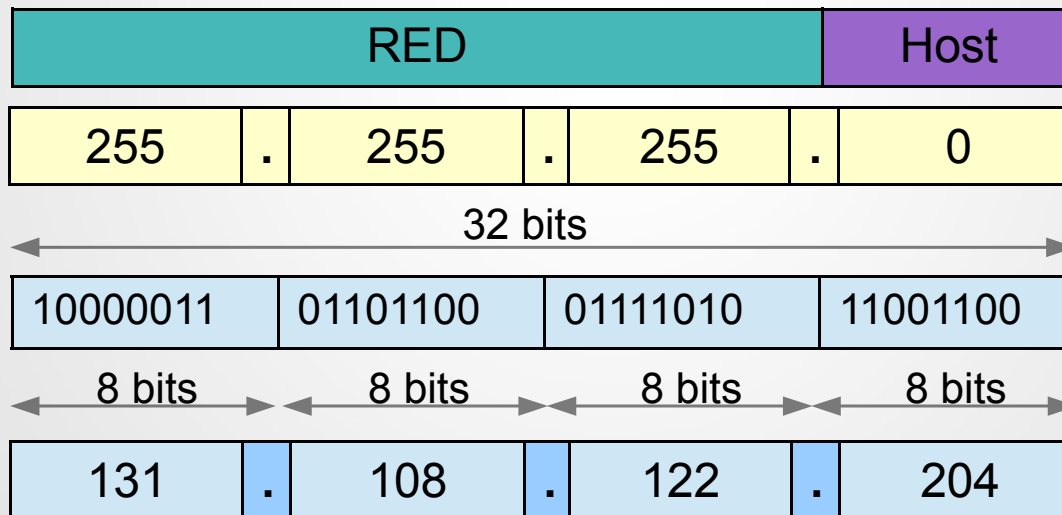 RED Host
255 . 255 . 255 . 0
32 bits
10000011 01101100 01111010 11001100
8 bits 8 bits 8 bits 8 bits
131 . 108 . 122 . 204